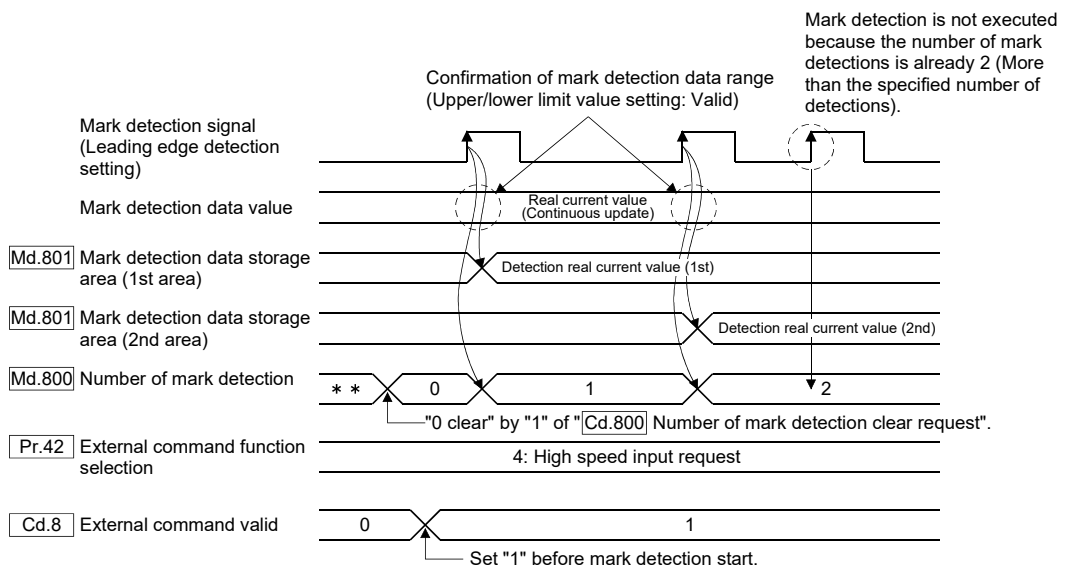 Mark detection is not executed
because the number of mark
detections is already 2 (More
than the specified number of
detections).
Confirmation of mark detection data range
(Upper/lower limit value setting: Valid)
Mark detection signal
(Leading edge detection
setting)
Mark detection data value
Real current value
(Continuous update)
Md.801 Mark detection data storage
area (1st area)
Detection real current value (1st)
Md.801 Mark detection data storage
area (2nd area)
Detection real current value (2nd)
Md.800 Number of mark detection
* * 0 1 2
"0 clear" by "1" of "Cd.800 Number of mark detection clear request".
Pr.42 External command function
selection
4: High speed input request
Cd.8 External command valid
0 1
Set "1" before mark detection start.